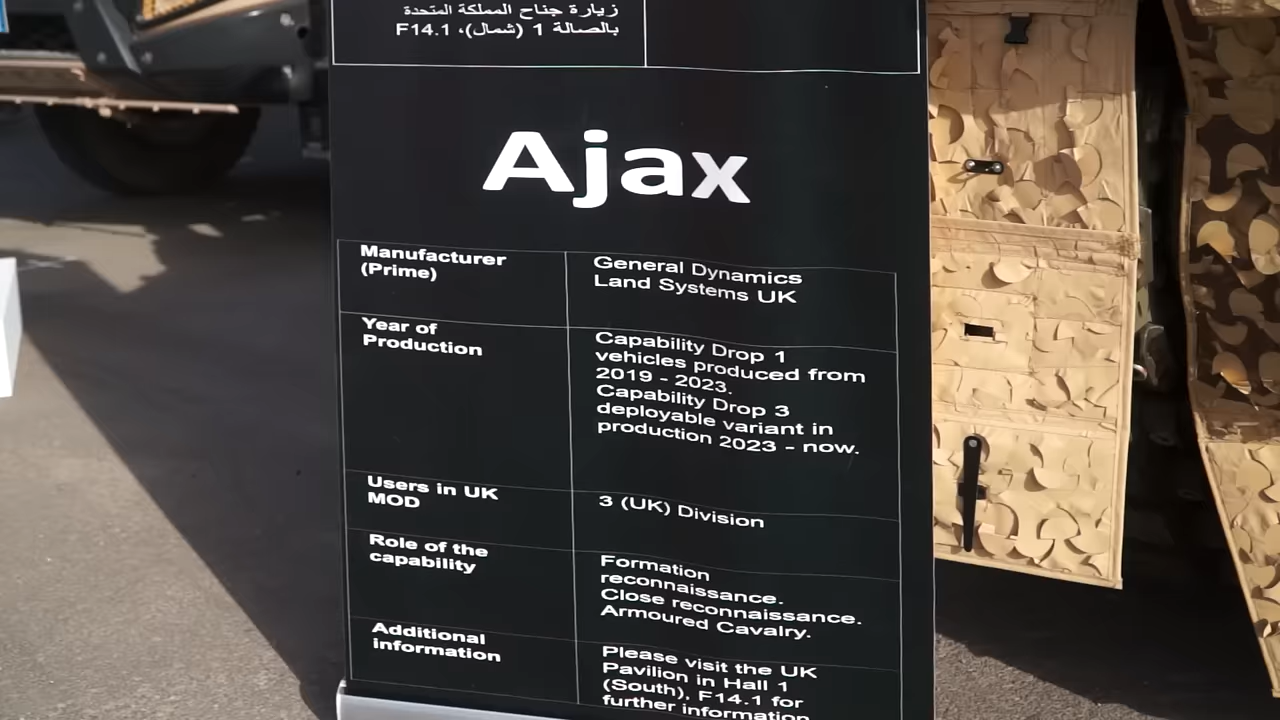 زيارة جناح المملكة المتحدة
بالصالة 1 (شمال)، F14.1
Ajax
Manufacturer
(Prime)
General Dynamics
Land Systems UK
Year of
Production
Capability Drop 1
vehicles produced from
2019 - 2023.
Capability Drop 3
deployable variant in
production 2023 - now.
Users in UK
MOD
3 (UK) Division
Role of the
capability
Formation
reconnaissance.
Close reconnaissance.
Armoured Cavalry.
Additional
information
Please visit the UK
Pavilion in Hall 1
(South), F14.1 for
further information